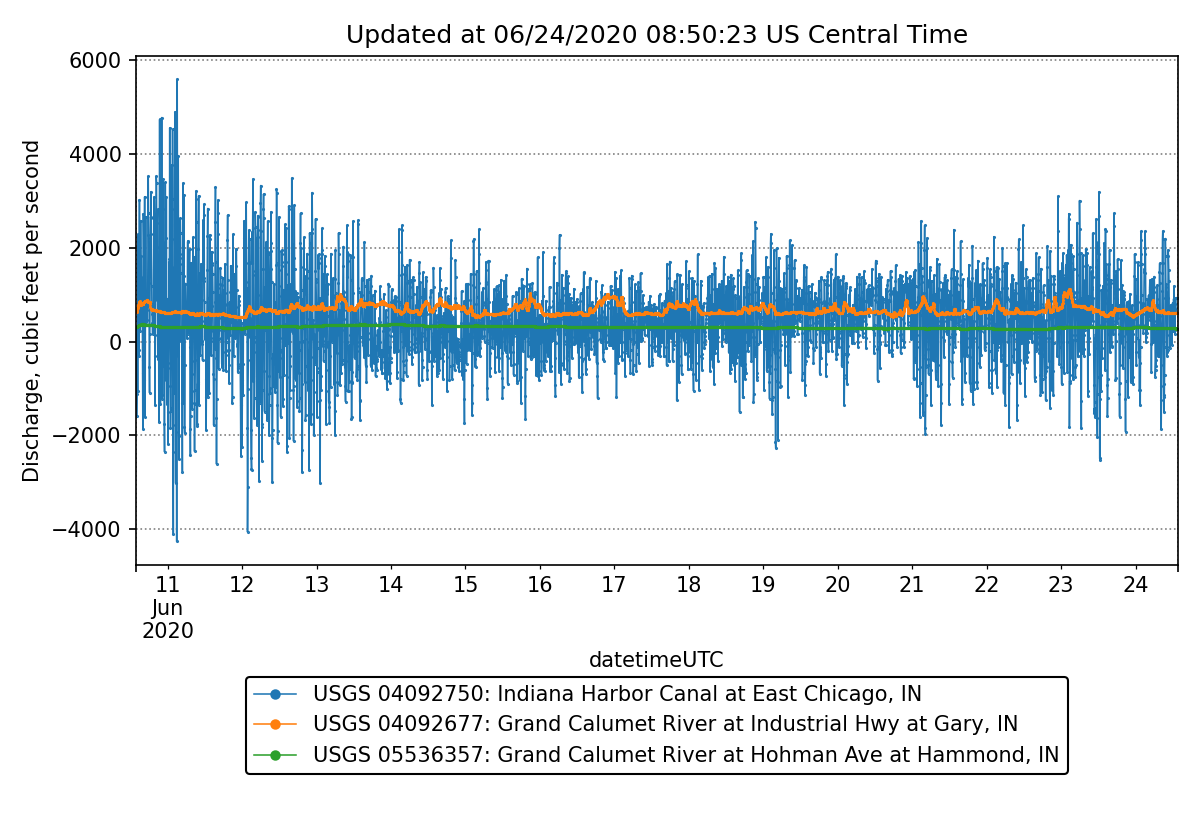 Updated at 06/24/2020 08:50:23 US Central Time
Discharge, cubic feet per second
6000
4000
2000
0
−2000
−4000
11 12 13 14 15 16 17 18 19 20 21 22 23 24
Jun
2020
datetimeUTC
USGS 04092750: Indiana Harbor Canal at East Chicago, IN
USGS 04092677: Grand Calumet River at Industrial Hwy at Gary, IN
USGS 05536357: Grand Calumet River at Hohman Ave at Hammond, IN